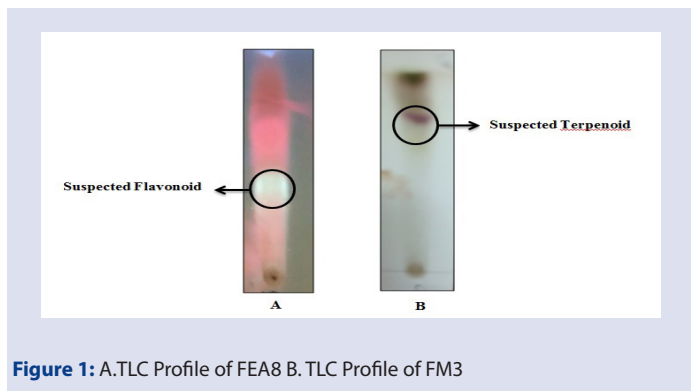 Suspected Flavonoid
Suspected Terpenoid
A
B
Figure 1: A.TLC Profile of FEA8 B. TLC Profile of FM3